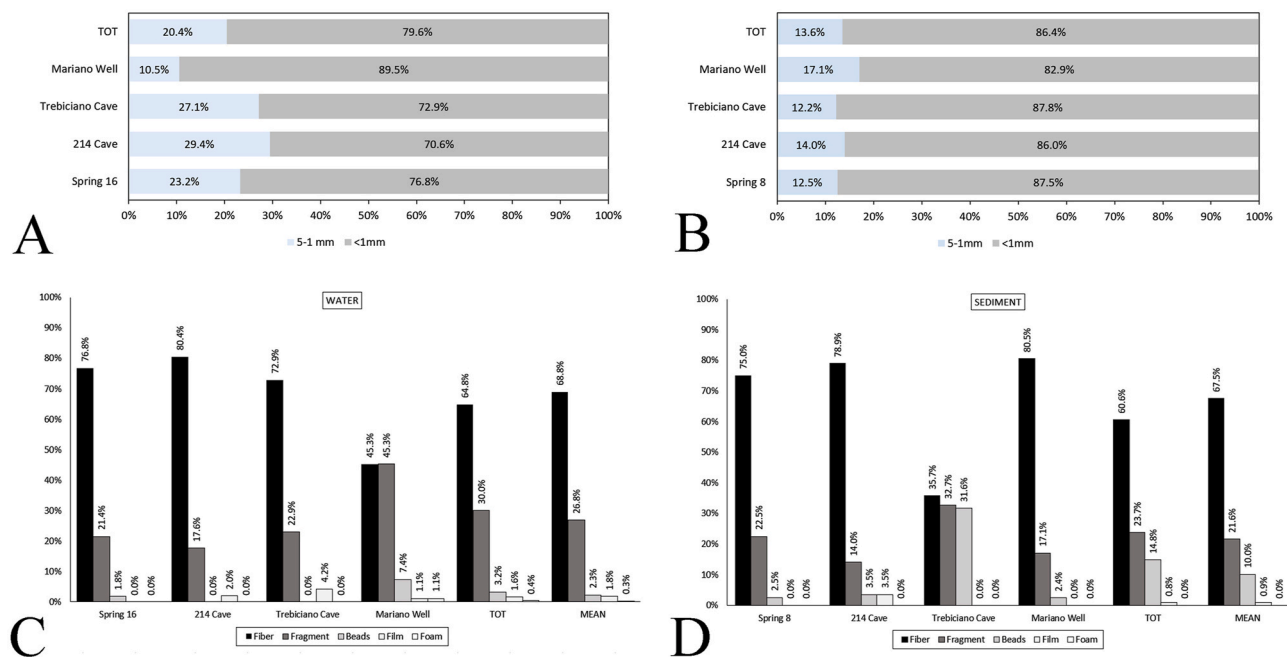 TOT 20.4% 79.6%
Mariano Well 10.5% 89.5%
Trebiciano Cave 27.1% 72.9%
214 Cave 29.4% 70.6%
Spring 16 23.2% 76.8%
0% 10% 20% 30% 40% 50% 60% 70% 80% 90% 100%
5-1 mm <1mm
A
TOT 13.6% 86.4%
Mariano Well 17.1% 82.9%
Trebiciano Cave 12.2% 87.8%
214 Cave 14.0% 86.0%
Spring 8 12.5% 87.5%
0% 10% 20% 30% 40% 50% 60% 70% 80% 90% 100%
5-1mm <1mm
B
WATER
100%
90%
80%
70%
60%
50%
40%
30%
20%
10%
0%
76.8% 21.4% 1.8% 0.0% 0.0%
80.4% 17.6% 0.0% 2.0% 0.0%
72.9% 22.9% 0.0% 4.2% 0.0%
45.3% 45.3% 7.4% 1.1% 1.1%
64.8% 30.0% 3.2% 1.6% 0.4%
68.8% 26.8% 2.3% 1.8% 0.3%
Spring 16 214 Cave Trebiciano Cave Mariano Well TOT MEAN
Fiber Fragment Beads Film Foam
C
SEDIMENT
100%
90%
80%
70%
60%
50%
40%
30%
20%
10%
0%
75.0% 22.5% 2.5% 0.0% 0.0%
78.9% 14.0% 3.5% 3.5% 0.0%
35.7% 32.7% 31.6% 0.0% 0.0%
80.5% 17.1% 2.4% 0.0% 0.0%
60.6% 23.7% 14.8% 0.8% 0.0%
67.5% 21.6% 10.0% 0.9% 0.0%
Spring 8 214 Cave Trebiciano Cave Mariano Well TOT MEAN
Fiber Fragment Beads Film Foam
D